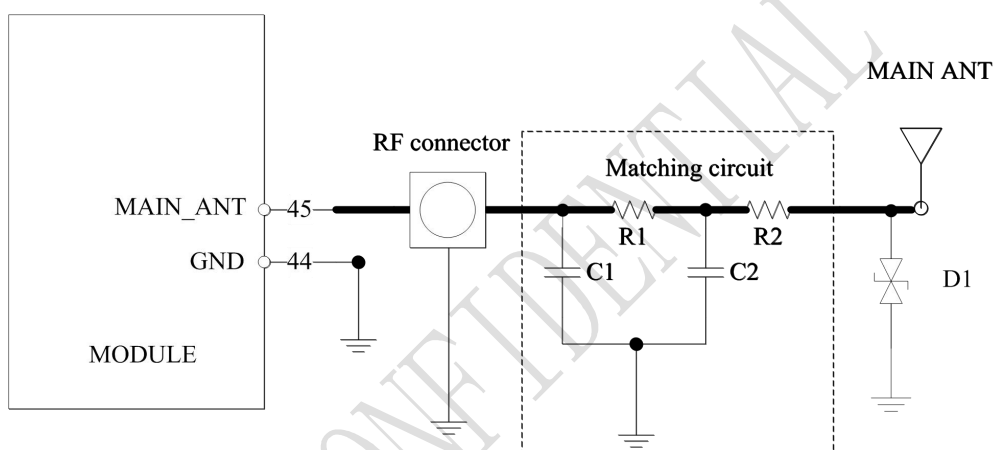 MAIN ANT
RF connector
Matching circuit
MAIN_ANT
45
R1
R2
GND
44
C1
C2
D1
MODULE
CONFIDENTIAL